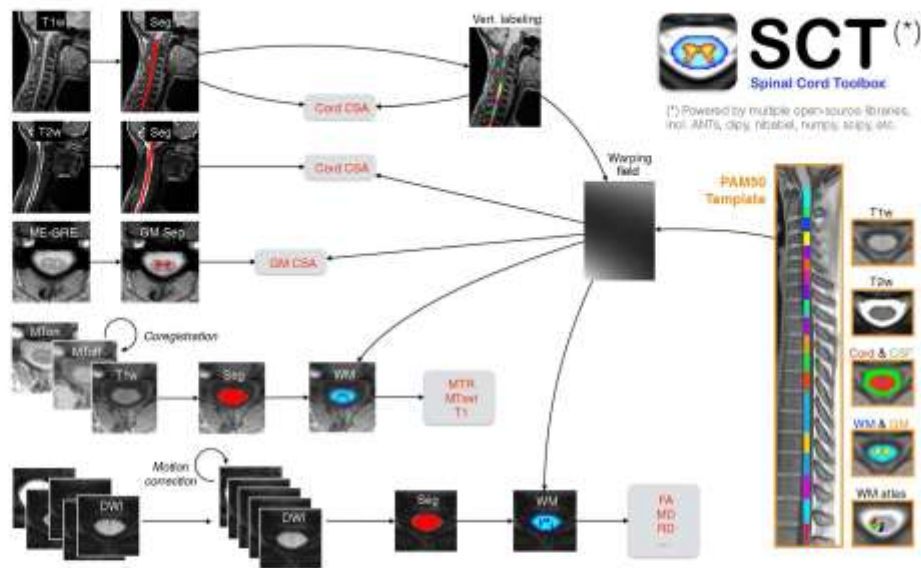 T1w
Seg
Vert. labeling
SCT (*)
Spinal Cord Toolbox
(*) Powered by multiple open-source libraries,
incl. ANTs, dipy, nibabel, numpy, scipy, etc.
Cord CSA
T2w
Seg
Cord CSA
Warping
field
PAM50
Template
ME-GRE
GM Seg
GM CSA
T1w
T2w
Cord & CSF
WM & GM
WM atlas
MTon
MToff
T1w
Coregistration
Seg
WM
MTR
MTsat
T1
Motion
correction
DWI
DWI
Seg
WM
FA
MD
RD